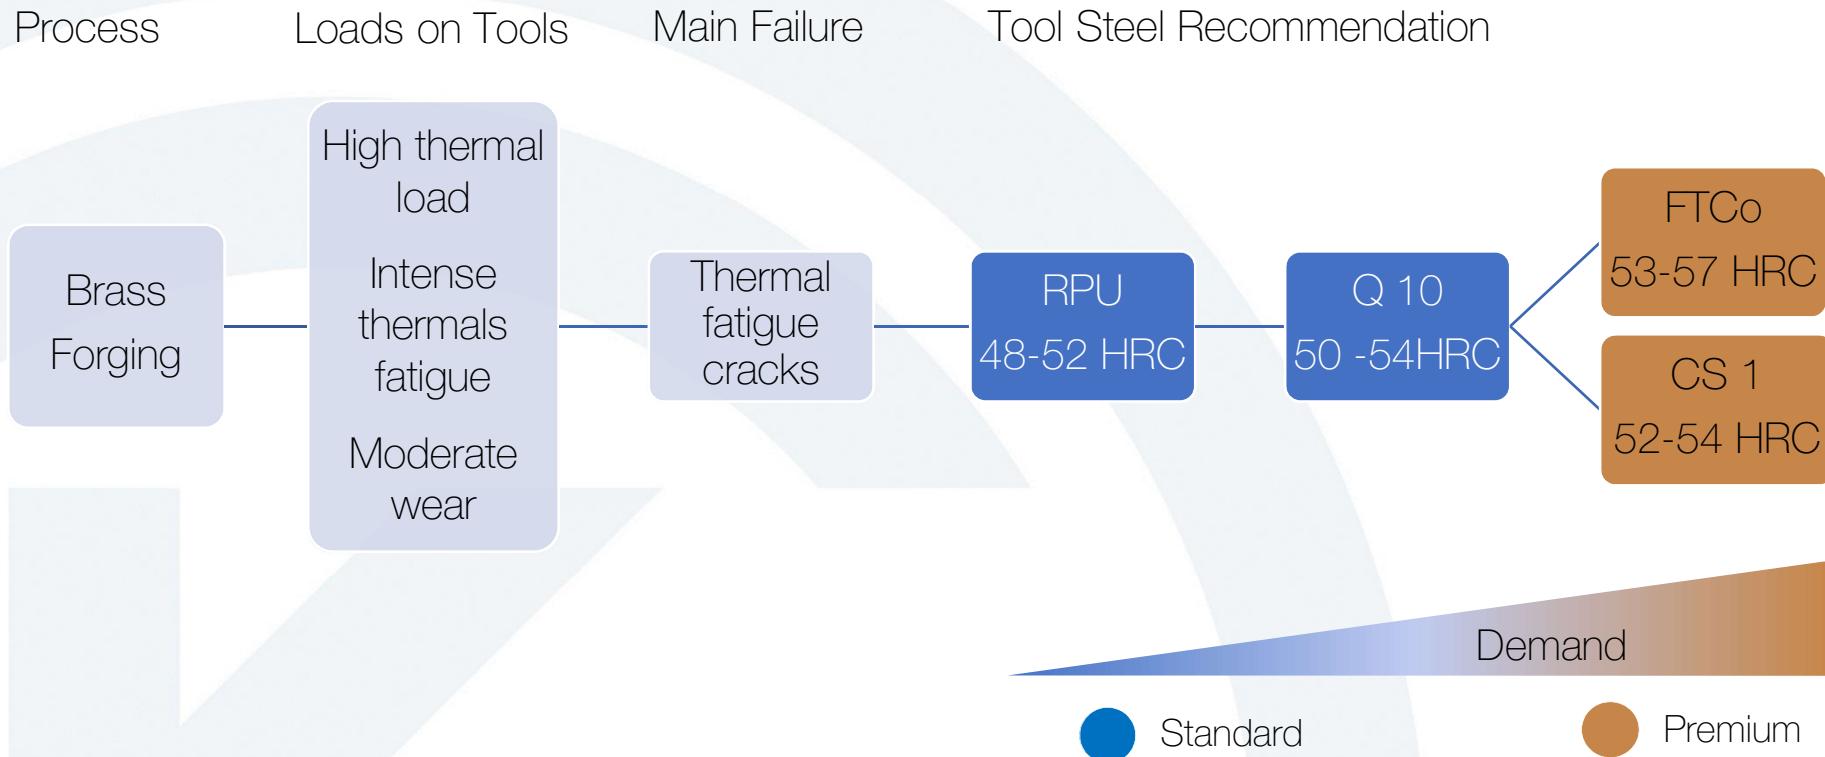 Process
Loads on Tools
Main Failure
Tool Steel Recommendation
Brass
Forging
High thermal
load
Intense
thermals
fatigue
Moderate
wear
Thermal
fatigue
cracks
RPU
48-52 HRC
Q 10
50 -54HRC
FTCo
53-57 HRC
CS 1
52-54 HRC
Demand
Standard
Premium